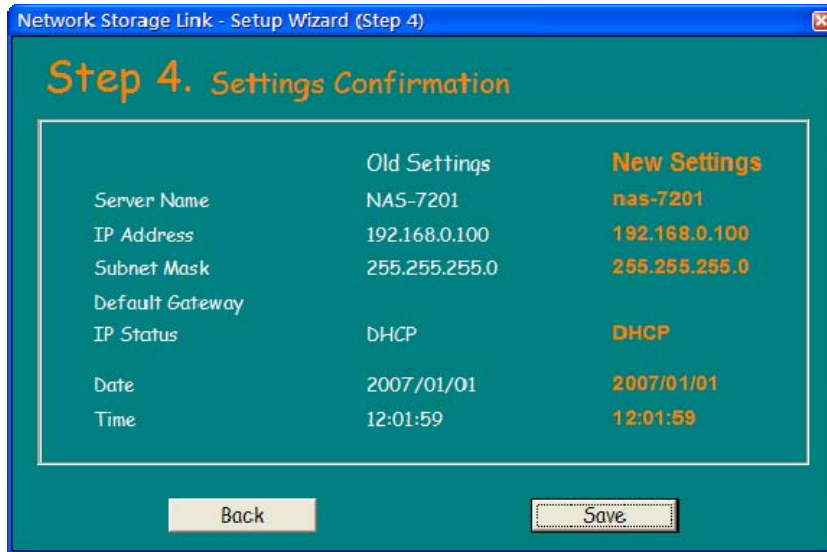 Network Storage Link - Setup Wizard (Step 4)
Step 4. Settings Confirmation
Old Settings New Settings
Server Name NAS-7201 nas-7201
IP Address 192.168.0.100 192.168.0.100
Subnet Mask 255.255.255.0 255.255.255.0
Default Gateway
IP Status DHCP DHCP
Date 2007/01/01 2007/01/01
Time 12:01:59 12:01:59
Back Save